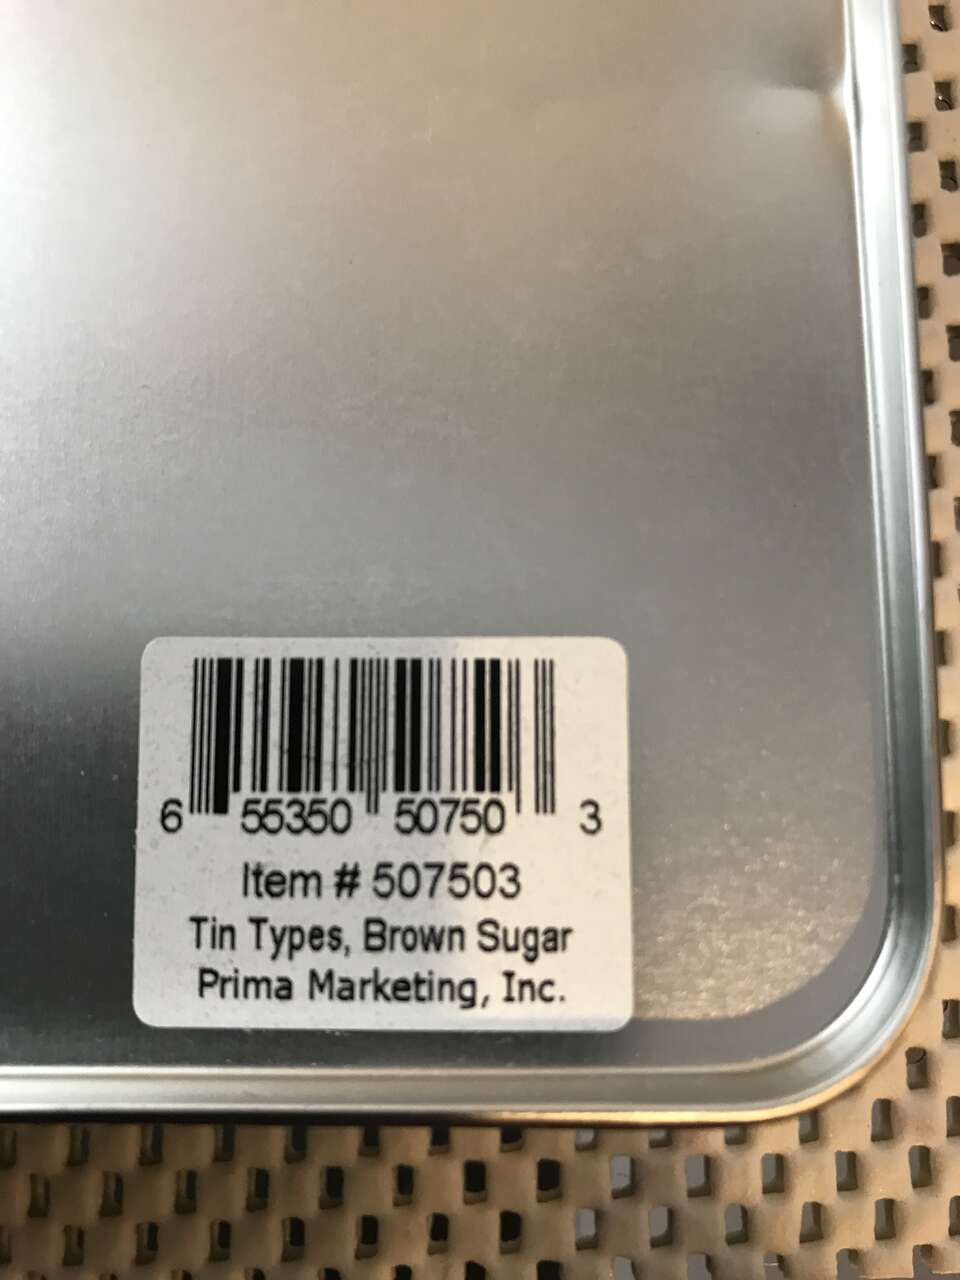 6 55350 50750 3
Item # 507503
Tin Types, Brown Sugar
Prima Marketing, Inc.